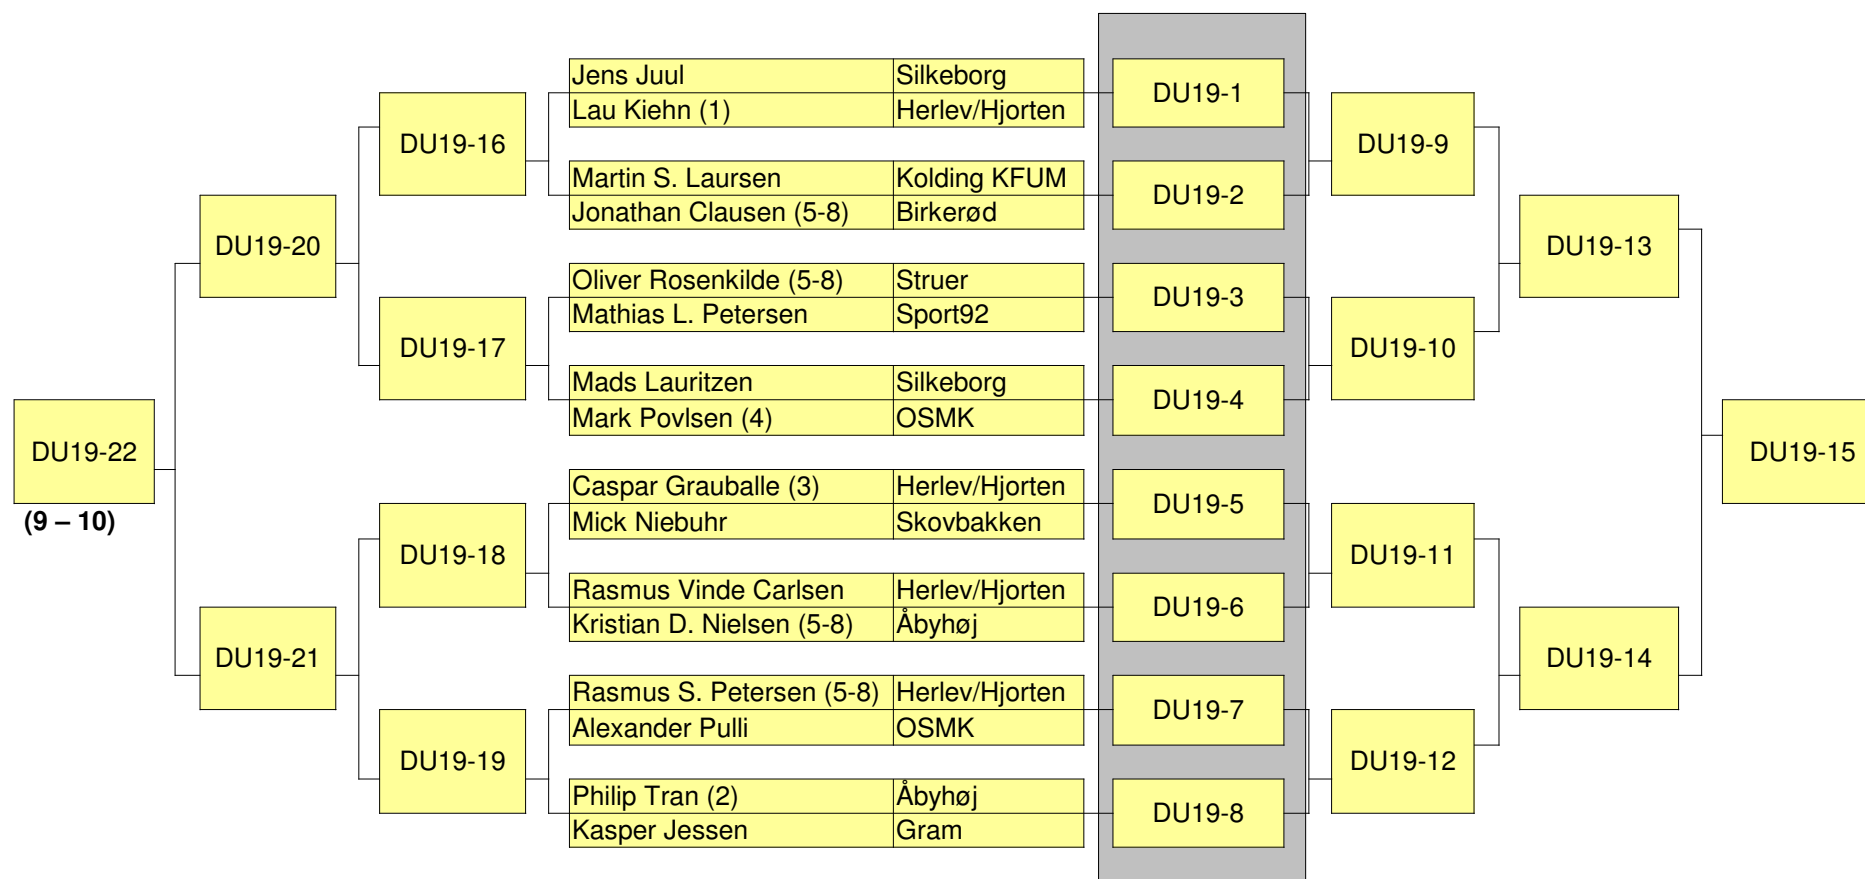 Jens Juul Silkeborg DU19-1
Lau Kiehn (1) Herlev/Hjorten
DU19-16 DU19-9
Martin S. Laursen Kolding KFUM DU19-2
Jonathan Clausen (5-8) Birkerød
DU19-20 DU19-13
Oliver Rosenkilde (5-8) Struer DU19-3
Mathias L. Petersen Sport92
DU19-17 DU19-10
Mads Lauritzen Silkeborg DU19-4
Mark Povlsen (4) OSMK
DU19-22 DU19-15
Caspar Grauballe (3) Herlev/Hjorten DU19-5
(9 – 10) Mick Niebuhr Skovbakken
DU19-18 DU19-11
Rasmus Vinde Carlsen Herlev/Hjorten DU19-6
Kristian D. Nielsen (5-8) Åbyhøj
DU19-21 DU19-14
Rasmus S. Petersen (5-8) Herlev/Hjorten DU19-7
Alexander Pulli OSMK
DU19-19 DU19-12
Philip Tran (2) Åbyhøj DU19-8
Kasper Jessen Gram